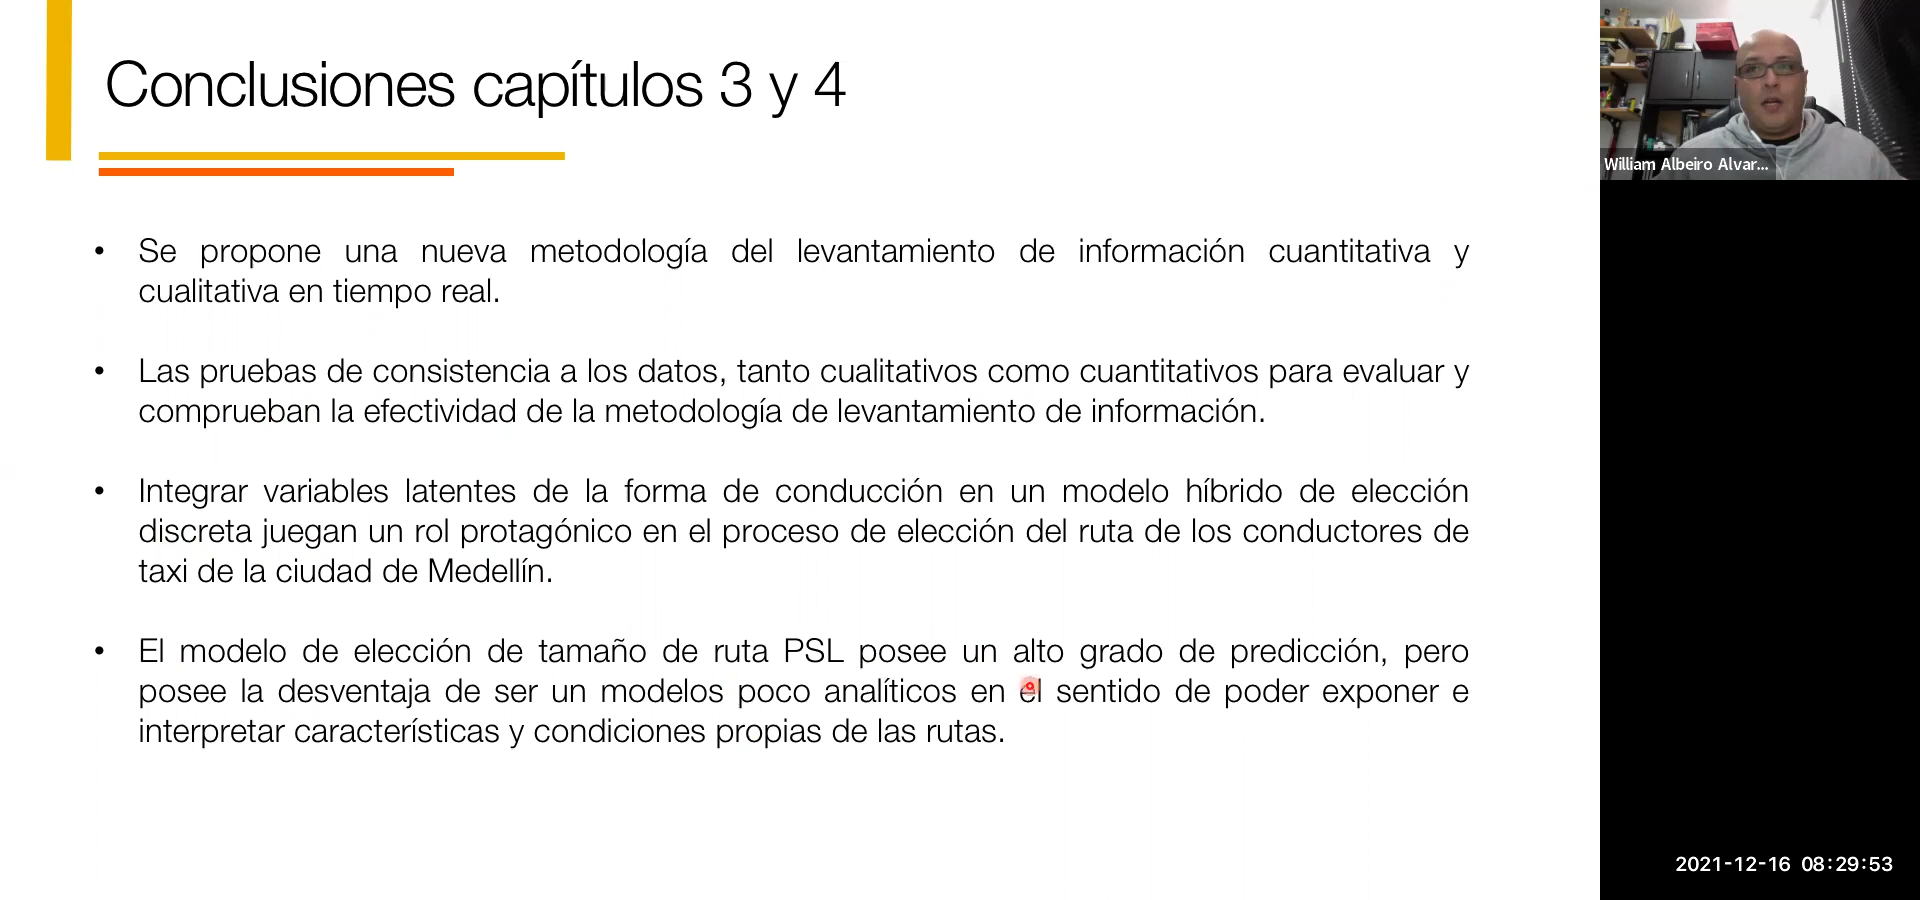 Conclusiones capítulos 3 y 4
• Se propone una nueva metodología del levantamiento de información cuantitativa y
cualitativa en tiempo real.
• Las pruebas de consistencia a los datos, tanto cualitativos como cuantitativos para evaluar y
comprueban la efectividad de la metodología de levantamiento de información.
• Integrar variables latentes de la forma de conducción en un modelo híbrido de elección
discreta juegan un rol protagónico en el proceso de elección del ruta de los conductores de
taxi de la ciudad de Medellín.
• El modelo de elección de tamaño de ruta PSL posee un alto grado de predicción, pero
posee la desventaja de ser un modelos poco analíticos en el sentido de poder exponer e
interpretar características y condiciones propias de las rutas.
William Albeiro Alvar...
2021-12-16 08:29:53